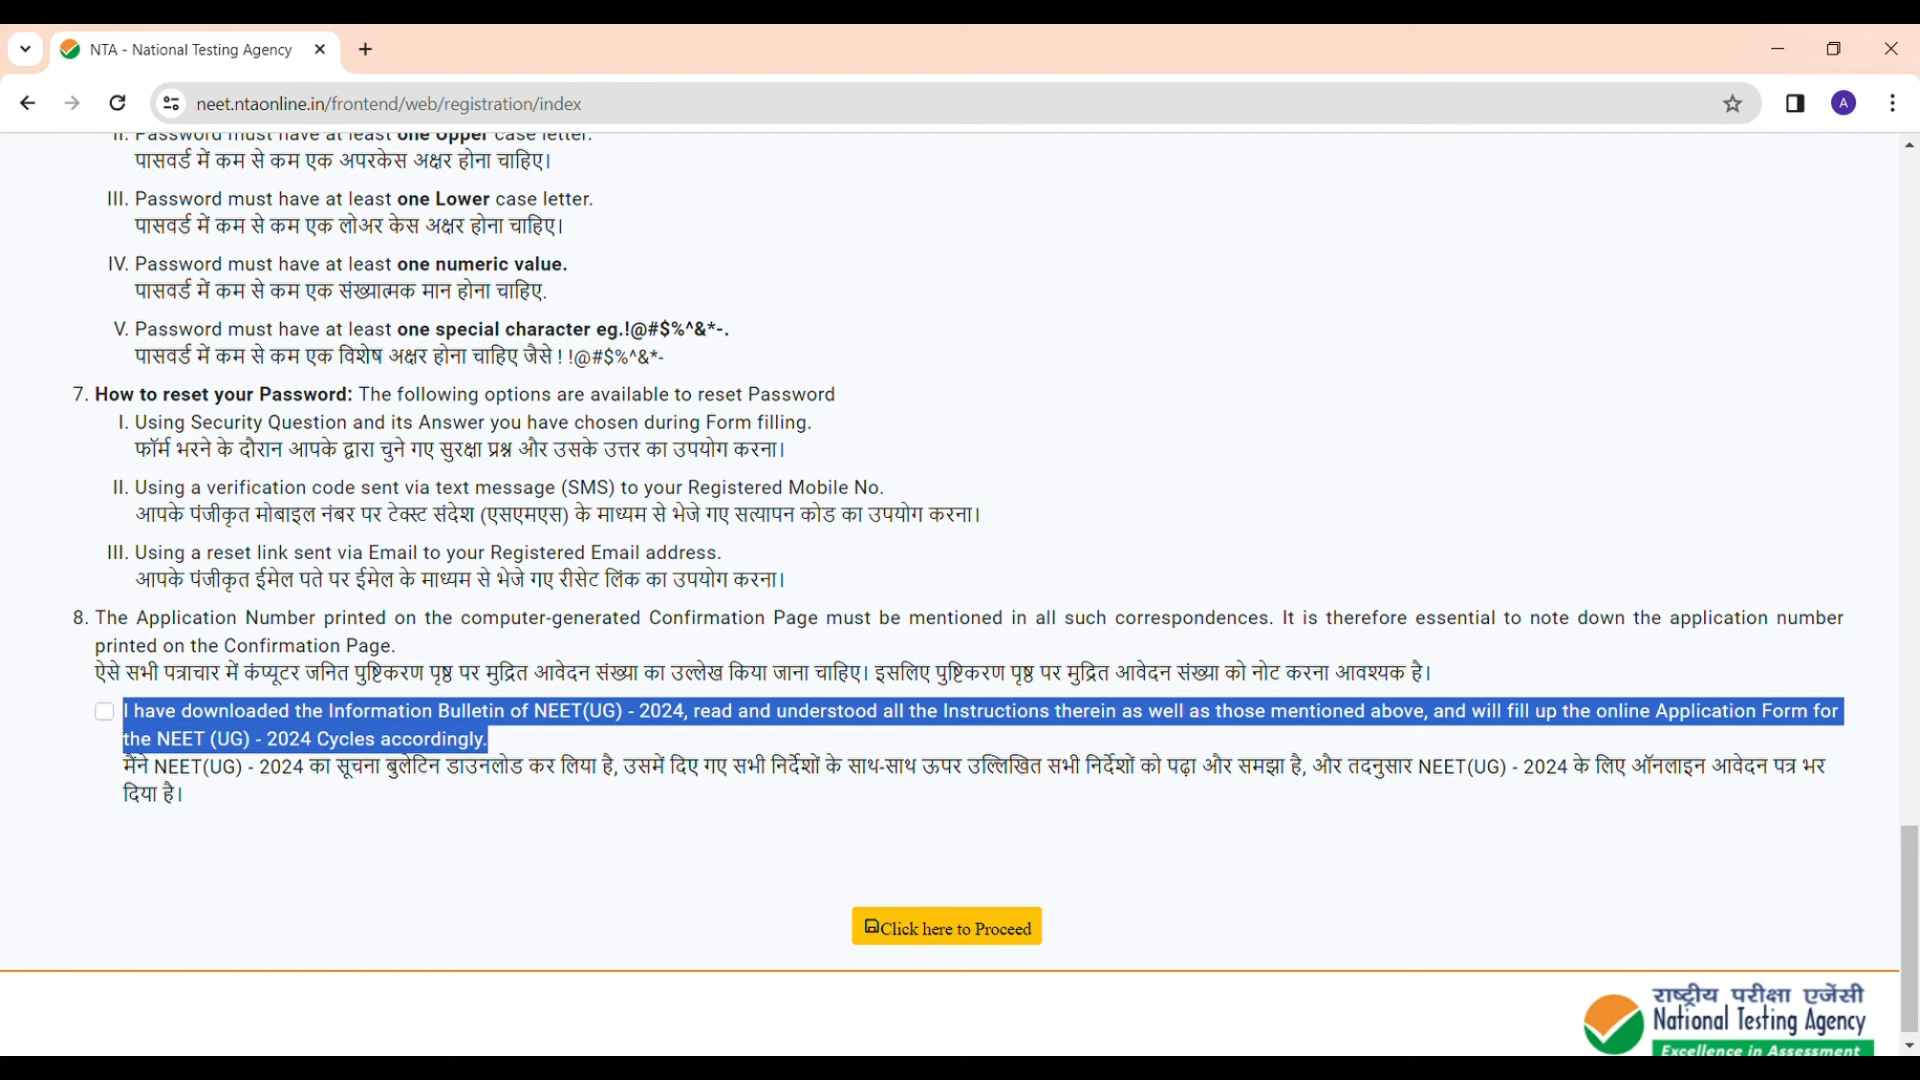 NTA - National Testing Agency
neet.ntaonline.in/frontend/web/registration/index
II. Password must have at least one Upper case letter.
पासवर्ड में कम से कम एक अपरकेस अक्षर होना चाहिए।
III. Password must have at least one Lower case letter.
पासवर्ड में कम से कम एक लोअर केस अक्षर होना चाहिए।
IV. Password must have at least one numeric value.
पासवर्ड में कम से कम एक संख्यात्मक मान होना चाहिए.
V. Password must have at least one special character eg.!@#$%^&*-.
पासवर्ड में कम से कम एक विशेष अक्षर होना चाहिए जैसे ! !@#$%^&*-
7. How to reset your Password: The following options are available to reset Password
I. Using Security Question and its Answer you have chosen during Form filling.
फॉर्म भरने के दौरान आपके द्वारा चुने गए सुरक्षा प्रश्न और उसके उत्तर का उपयोग करना।
II. Using a verification code sent via text message (SMS) to your Registered Mobile No.
आपके पंजीकृत मोबाइल नंबर पर टेक्स्ट संदेश (एसएमएस) के माध्यम से भेजे गए सत्यापन कोड का उपयोग करना।
III. Using a reset link sent via Email to your Registered Email address.
आपके पंजीकृत ईमेल पते पर ईमेल के माध्यम से भेजे गए रीसेट लिंक का उपयोग करना।
8. The Application Number printed on the computer-generated Confirmation Page must be mentioned in all such correspondences. It is therefore essential to note down the application number
printed on the Confirmation Page.
ऐसे सभी पत्राचार में कंप्यूटर जनित पुष्टिकरण पृष्ठ पर मुद्रित आवेदन संख्या का उल्लेख किया जाना चाहिए। इसलिए पुष्टिकरण पृष्ठ पर मुद्रित आवेदन संख्या को नोट करना आवश्यक है।
I have downloaded the Information Bulletin of NEET(UG) - 2024, read and understood all the Instructions therein as well as those mentioned above, and will fill up the online Application Form for
the NEET (UG) - 2024 Cycles accordingly.
मैंने NEET(UG) - 2024 का सूचना बुलेटिन डाउनलोड कर लिया है, उसमें दिए गए सभी निर्देशों के साथ-साथ ऊपर उल्लिखित सभी निर्देशों को पढ़ा और समझा है, और तदनुसार NEET(UG) - 2024 के लिए ऑनलाइन आवेदन पत्र भर
दिया है।
Click here to Proceed
राष्ट्रीय परीक्षा एजेंसी
National Testing Agency
Excellence in Assessment
A